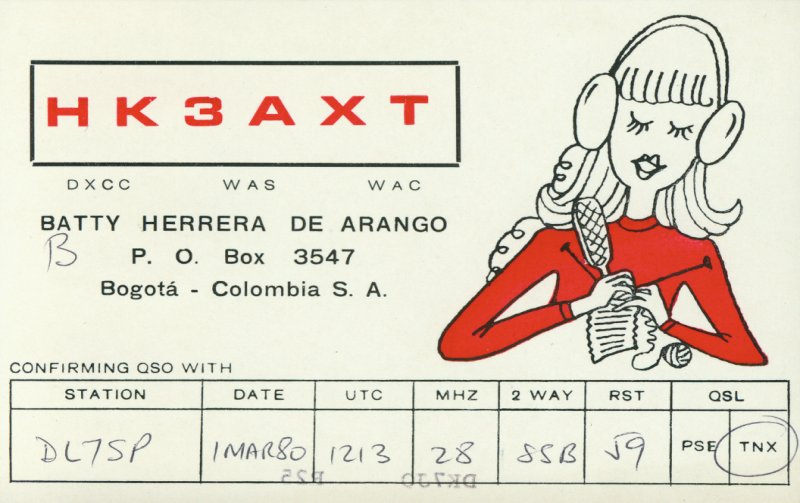 HK3AXT
DXCC WAS WAC
BATTY HERRERA DE ARANGO
B
P. O. Box 3547
Bogotá - Colombia S. A.
CONFIRMING QSO WITH
STATION DATE UTC MHZ 2 WAY RST QSL
DL7SP 1MAR80 1213 28 SSB 59 PSE TNX